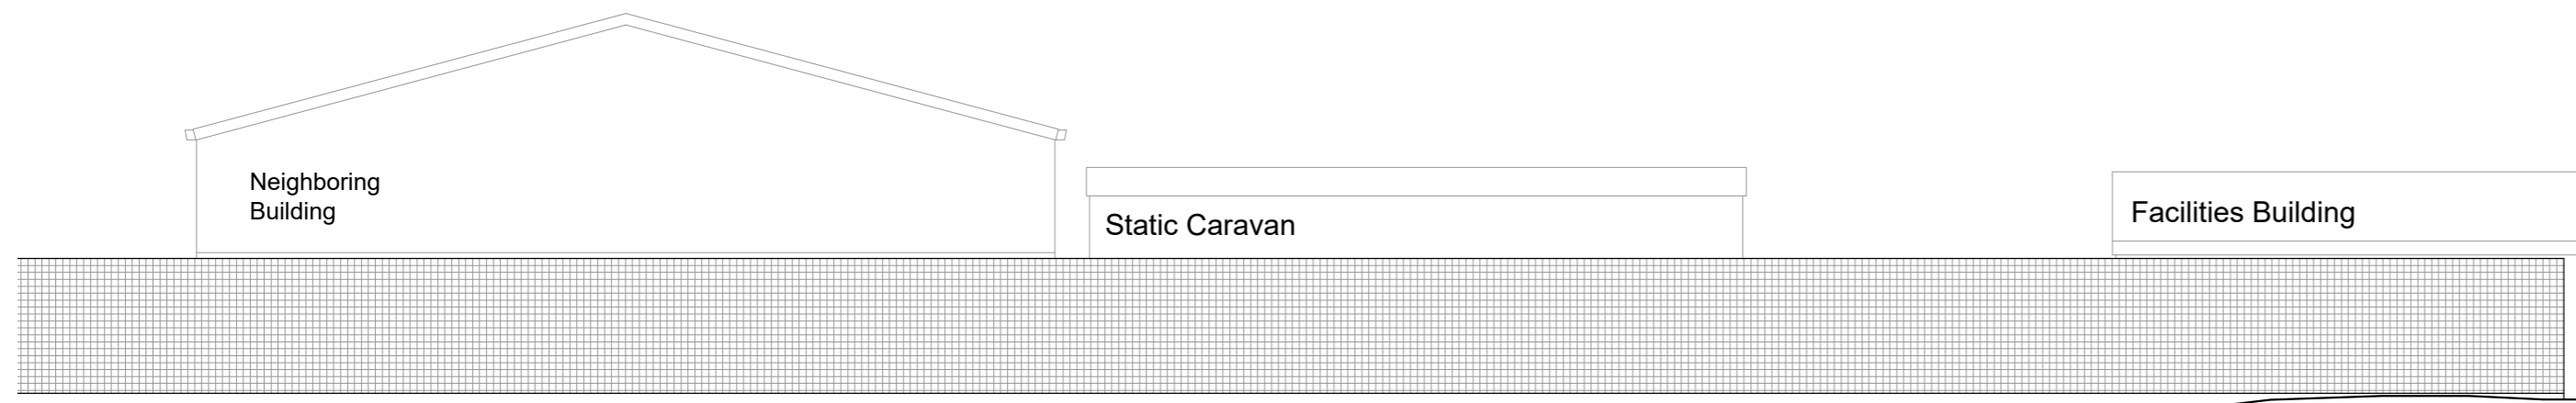 Neighboring
Building
Static Caravan
Facilities Building